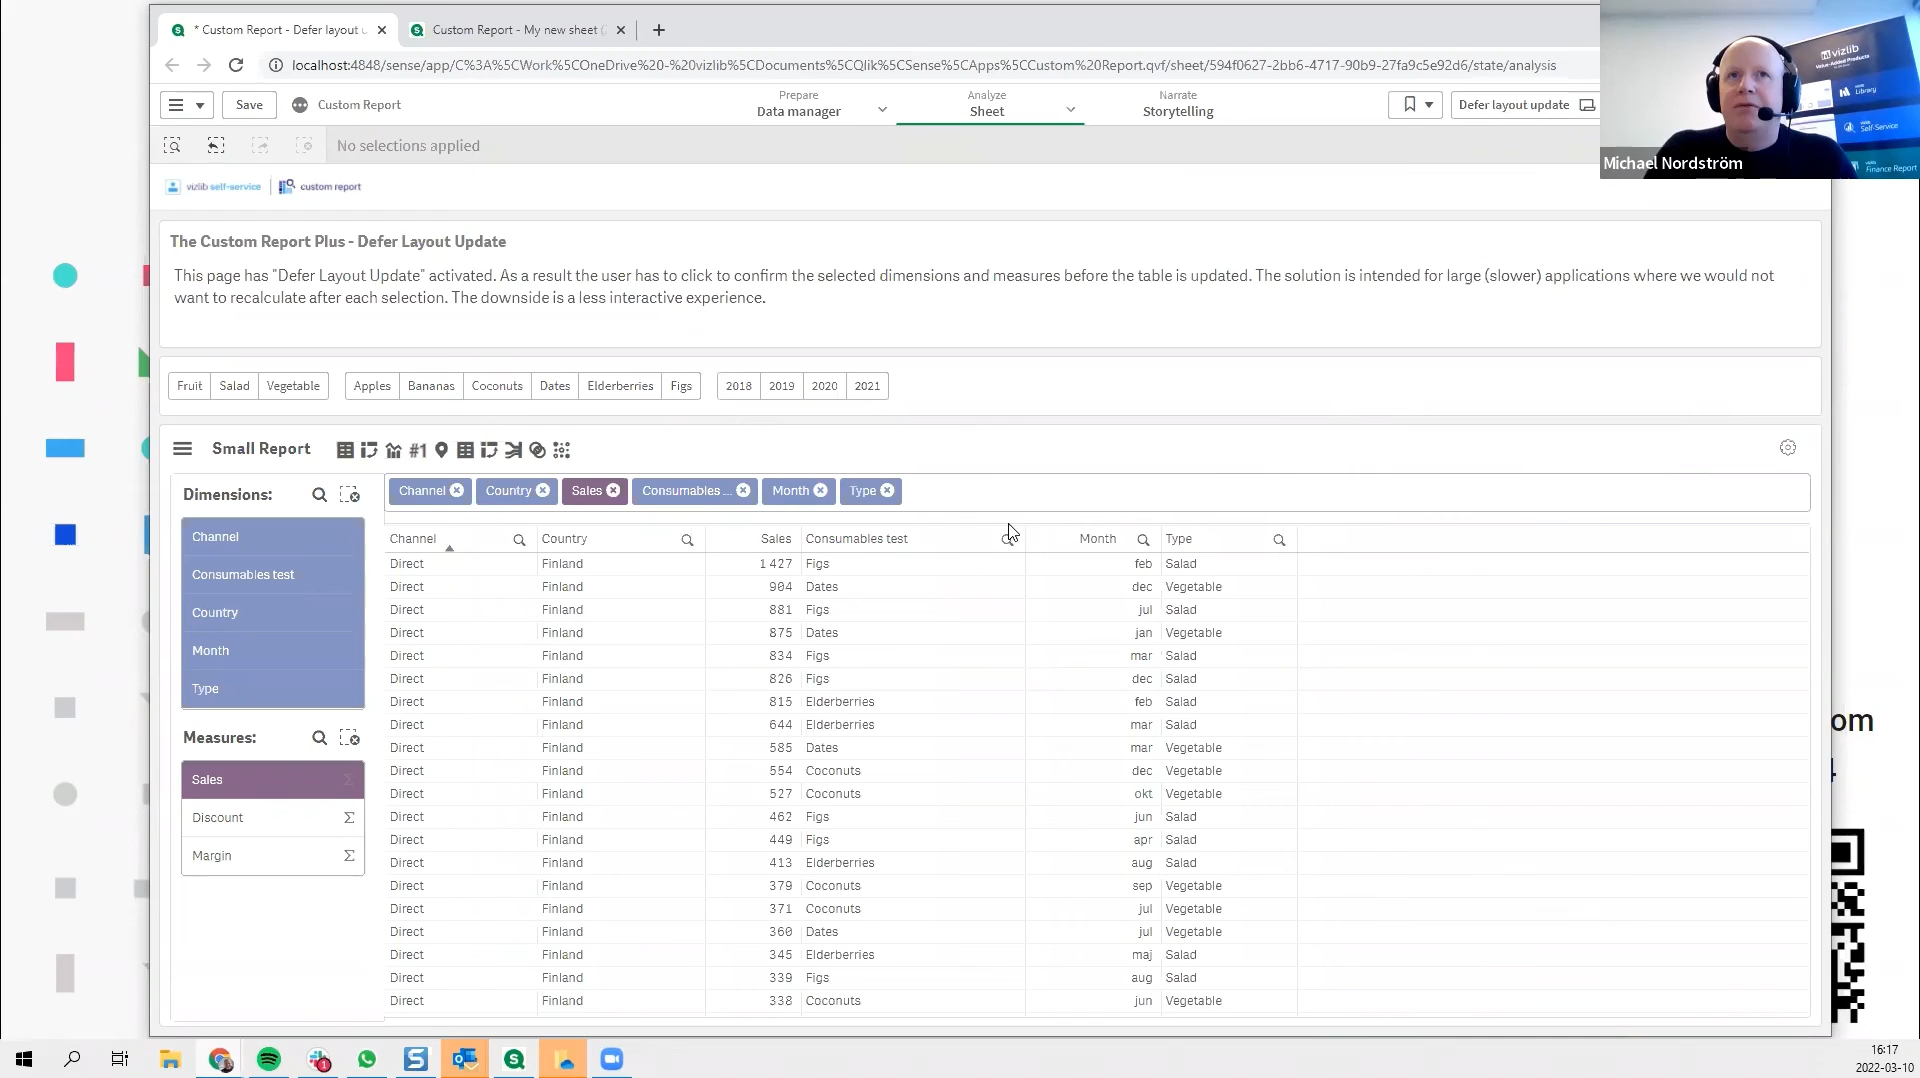 * Custom Report - Defer layout u
Custom Report - My new sheet (
localhost:4848/sense/app/C%3A%5CWork%5COneDrive%20-%20vizlib%5CDocuments%5CQlik%5CSense%5CApps%5CCustom%20Report.qvf/sheet/594f0627-2bb6-4717-90b9-27fa9c5e92d6/state/analysis
Save
Custom Report
Prepare
Data manager
Analyze
Sheet
Narrate
Storytelling
Defer layout update
No selections applied
vizlib self-service
custom report
vizlib
Value-Added Products
Library
Self-Service
vizlib
Finance Report
Michael Nordström
The Custom Report Plus - Defer Layout Update
This page has "Defer Layout Update" activated. As a result the user has to click to confirm the selected dimensions and measures before the table is updated. The solution is intended for large (slower) applications where we would not
want to recalculate after each selection. The downside is a less interactive experience.
Fruit Salad Vegetable Apples Bananas Coconuts Dates Elderberries Figs 2018 2019 2020 2021
Small Report #1
Dimensions:
Channel
Consumables test
Country
Month
Type
Measures:
Sales Σ
Discount Σ
Margin Σ
Channel Country Sales Consumables ... Month Type
Channel Country Sales Consumables test Month Type
Direct Finland 1 427 Figs feb Salad
Direct Finland 904 Dates dec Vegetable
Direct Finland 881 Figs jul Salad
Direct Finland 875 Dates jan Vegetable
Direct Finland 834 Figs mar Salad
Direct Finland 826 Figs dec Salad
Direct Finland 815 Elderberries feb Salad
Direct Finland 644 Elderberries mar Salad
Direct Finland 585 Dates mar Vegetable
Direct Finland 554 Coconuts dec Vegetable
Direct Finland 527 Coconuts okt Vegetable
Direct Finland 462 Figs jun Salad
Direct Finland 449 Figs apr Salad
Direct Finland 413 Elderberries aug Salad
Direct Finland 379 Coconuts sep Vegetable
Direct Finland 371 Coconuts jul Vegetable
Direct Finland 360 Dates jul Vegetable
Direct Finland 345 Elderberries maj Salad
Direct Finland 339 Figs aug Salad
Direct Finland 338 Coconuts jun Vegetable
om
1
16:17
2022-03-10